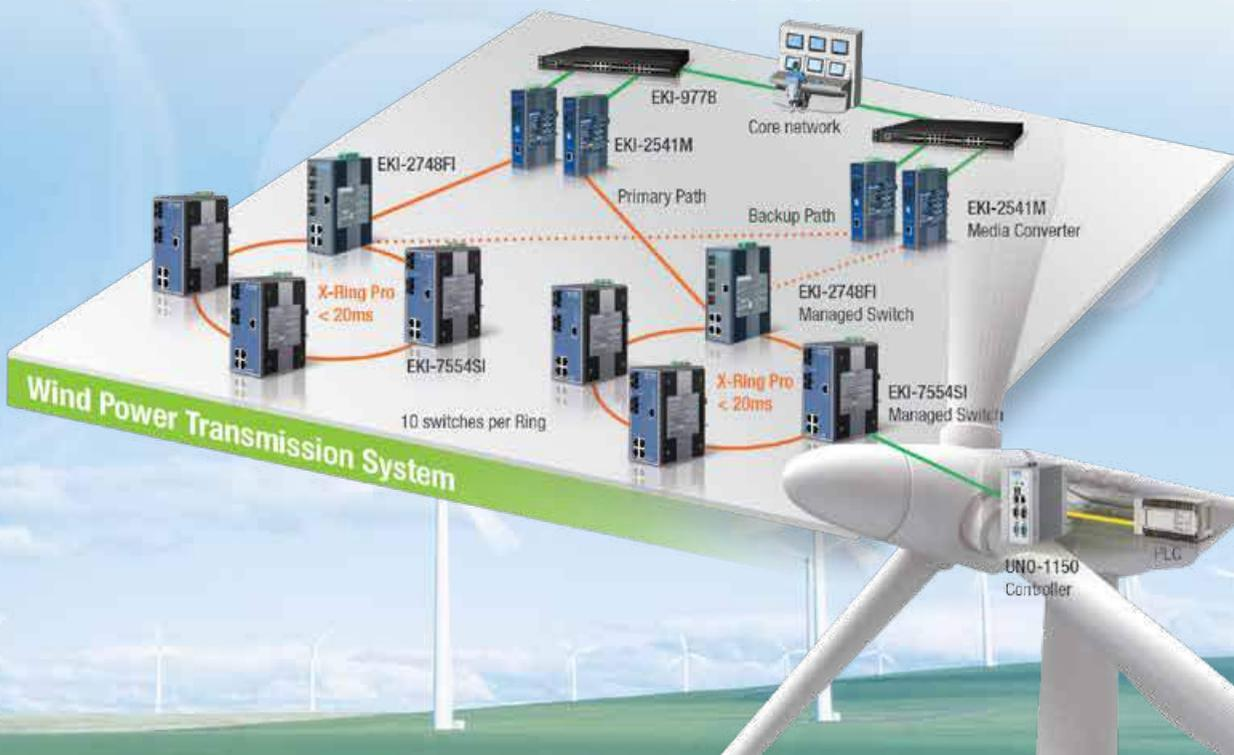 EKI-9778
Core network
EKI-2541M
EKI-2748FI
Primary Path
Backup Path
EKI-2541M
Media Converter
X-Ring Pro
< 20ms
EKI-7554SI
EKI-2748FI
Managed Switch
X-Ring Pro
< 20ms
EKI-7554SI
Managed Switch
10 switches per Ring
Wind Power Transmission System
PLC
UNO-1150
Controller